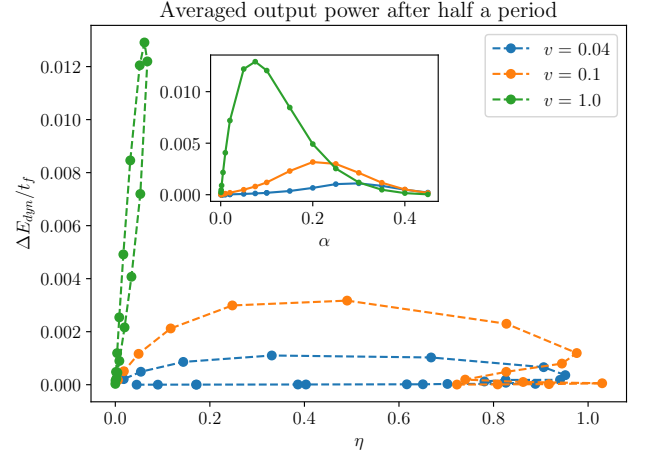 Averaged output power after half a period
ΔE_{dyn}/t_f
0.012
0.010
0.008
0.006
0.004
0.002
0.000
0.0 0.2 0.4 0.6 0.8 1.0
η
v = 0.04
v = 0.1
v = 1.0
0.010
0.005
0.000
0.0 0.2 0.4
α